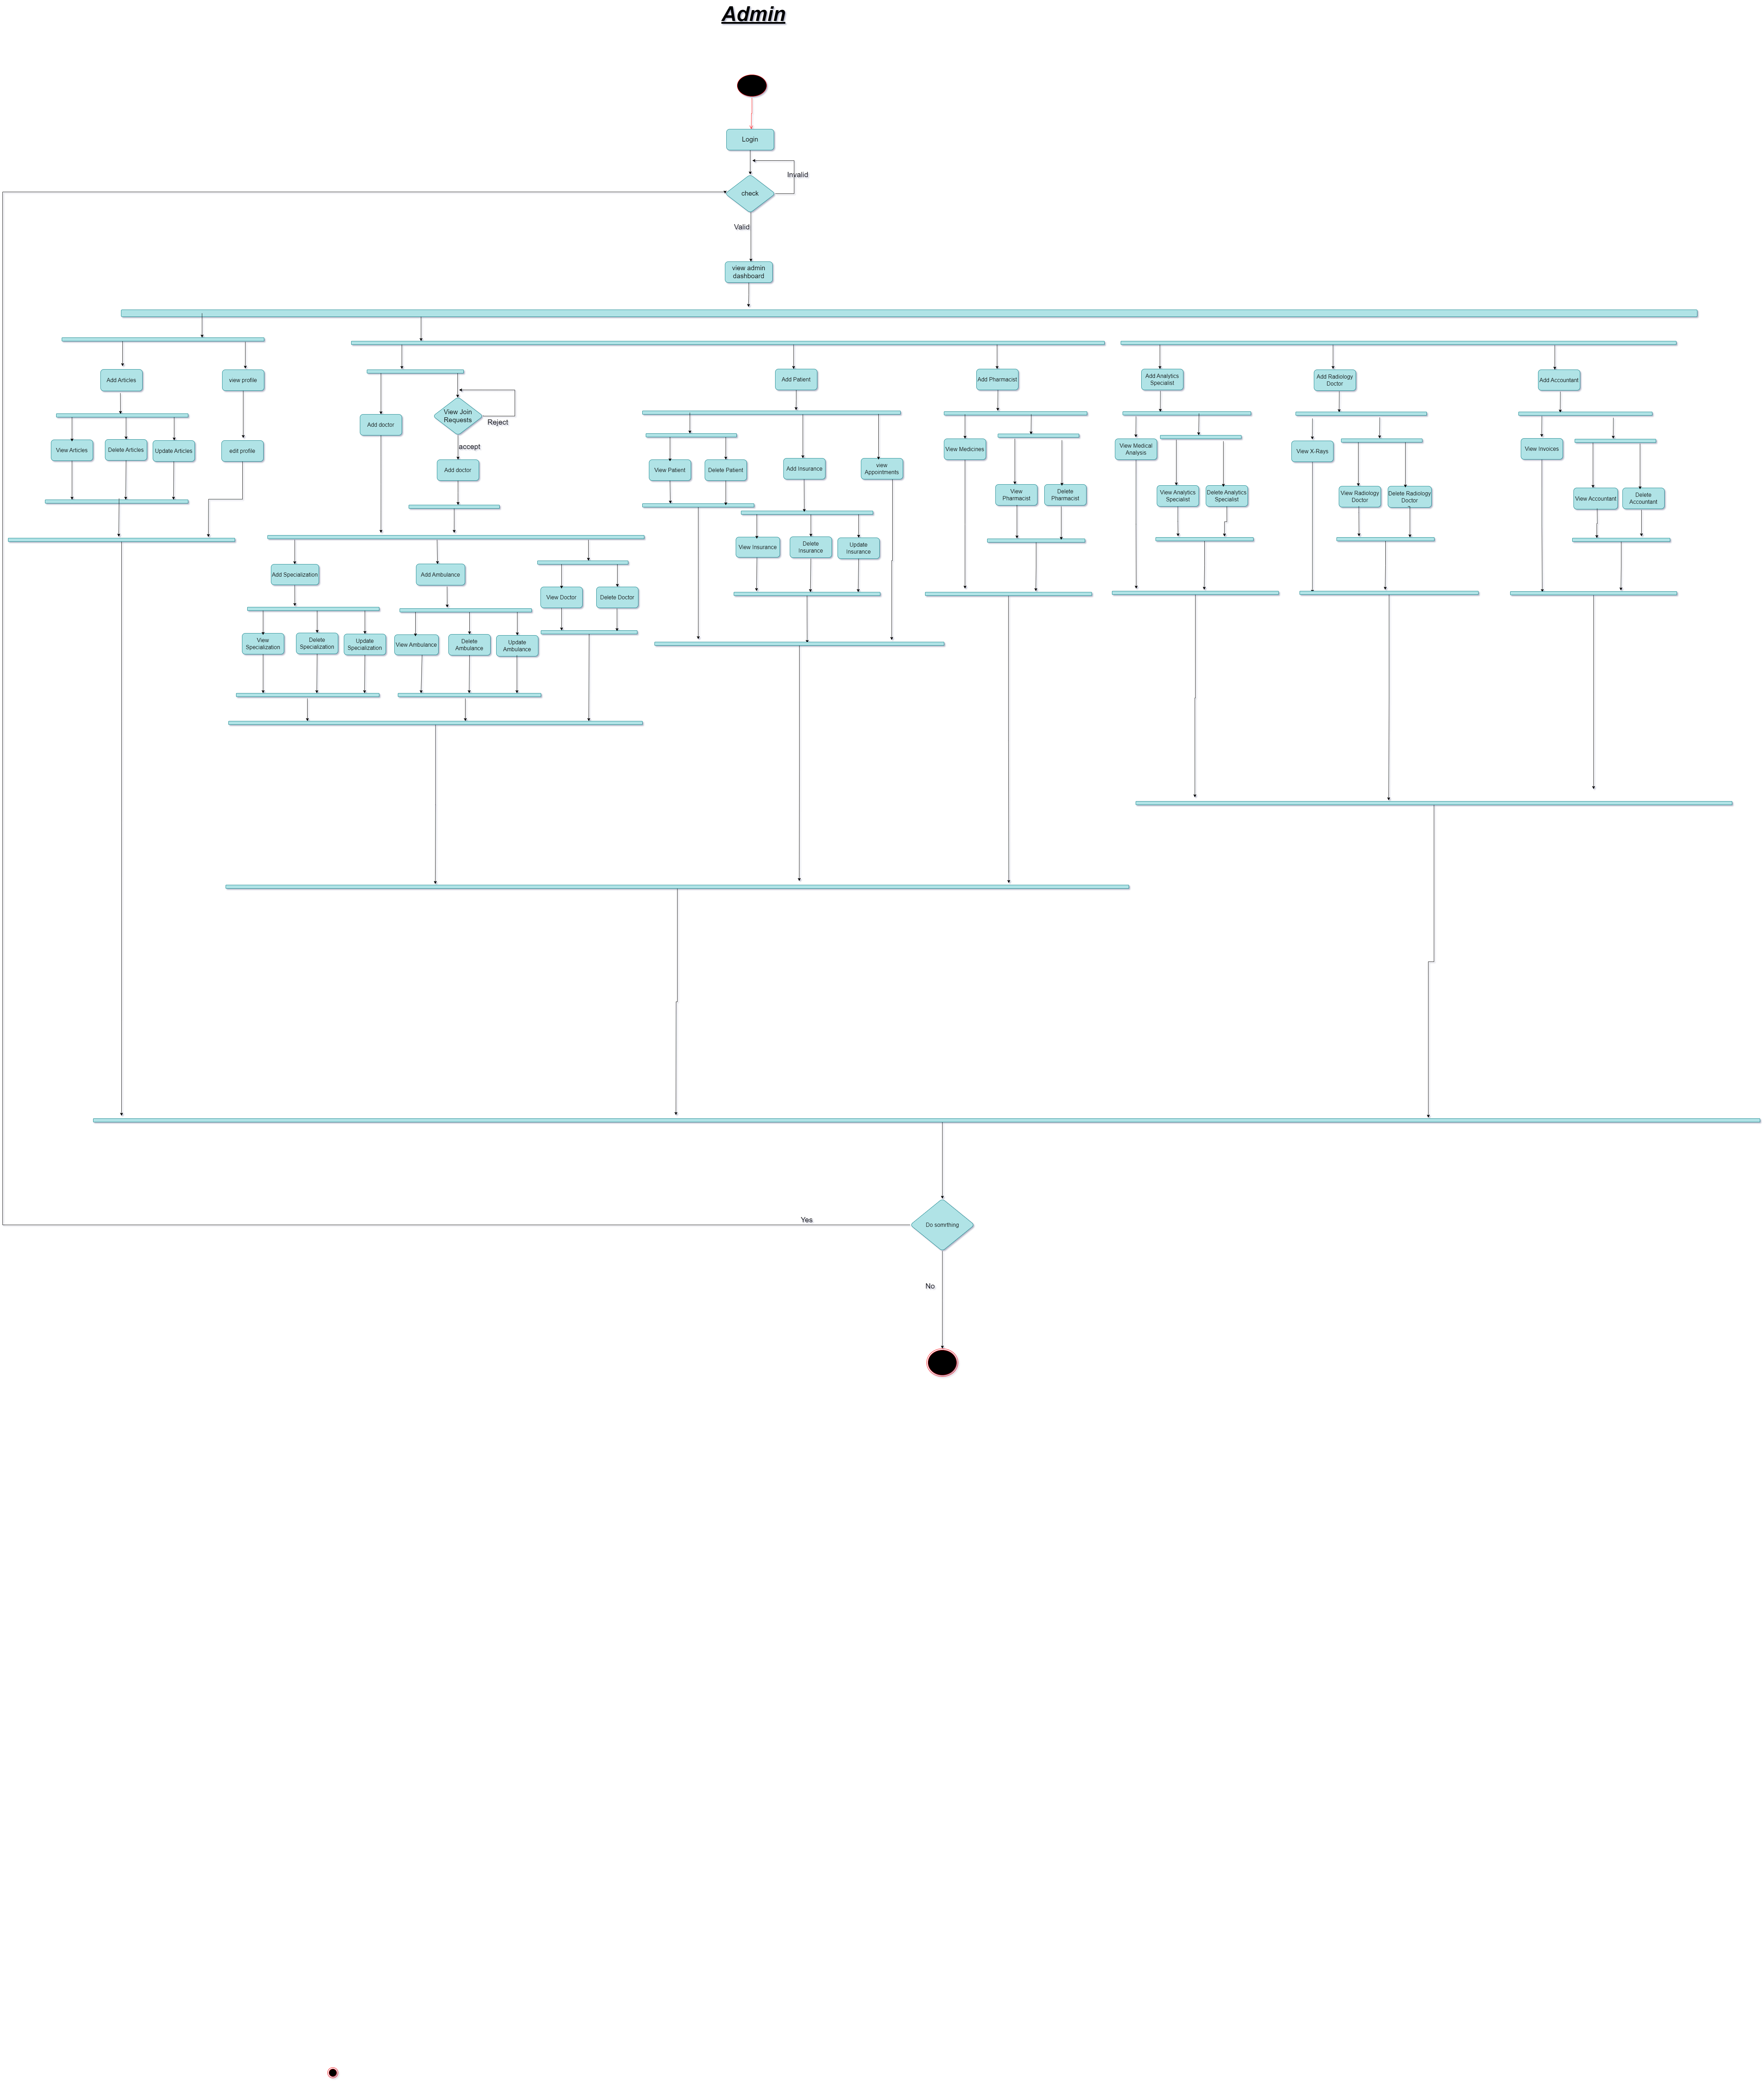 Admin
Login
Invalid
check
Valid
view admin
dashboard
Add Articles
view profile
View Articles
Delete Articles
Update Articles
edit profile
Add doctor
View Join
Requests
Reject
accept
Add doctor
Add Patient
Add Pharmacist
Add Analytics
Specialist
Add Radiology
Doctor
Add Accountant
View Patient
Delete Patient
Add Insurance
view
Appointments
View Medicines
View
Pharmacist
Delete
Pharmacist
View Medical
Analysis
View Analytics
Specialist
Delete Analytics
Specialist
View X-Rays
View Radiology
Doctor
Delete Radiology
Doctor
View Invoices
View Accountant
Delete
Accountant
View Insurance
Delete
Insurance
Update
Insurance
Add Specialization
Add Ambulance
View Doctor
Delete Doctor
View
Specialization
Delete
Specialization
Update
Specialization
View Ambulance
Delete
Ambulance
Update
Ambulance
Yes
Do somrthing
No